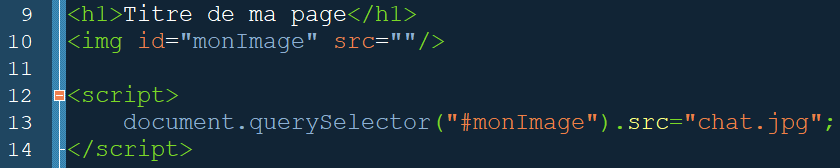 9 <h1>Titre de ma page</h1>
10 <img id="monImage" src=""/>
11
12 <script>
13 document.querySelector("#monImage").src="chat.jpg";
14 </script>